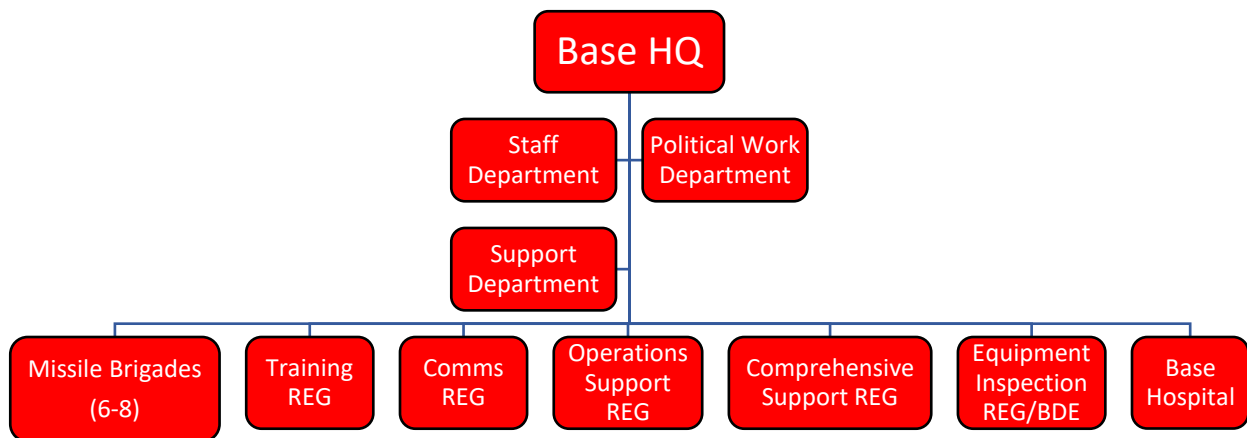 Base HQ
Staff
Department
Political Work
Department
Support
Department
Missile Brigades
(6-8)
Training
REG
Comms
REG
Operations
Support
REG
Comprehensive
Support REG
Equipment
Inspection
REG/BDE
Base
Hospital